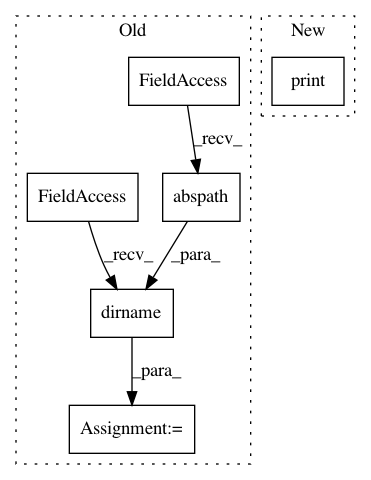 Old
New
FieldAccess
print
_recv_
FieldAccess
abspath
_recv_
_para_
dirname
_para_
Assignment:=